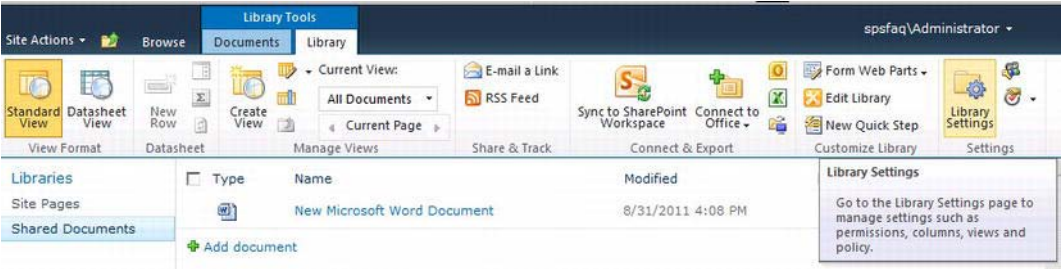 Library Tools
Site Actions Browse Documents Library spsfaq\Administrator
Standard View
Datasheet View
View Format
New Row
Datasheet
Create View
Current View:
All Documents
Current Page
Manage Views
E-mail a Link
RSS Feed
Share & Track
Sync to SharePoint Workspace
Connect to Office
Connect & Export
Form Web Parts
Edit Library
New Quick Step
Customize Library
Library Settings
Settings
Libraries
Site Pages
Shared Documents
Type Name Modified
New Microsoft Word Document 8/31/2011 4:08 PM
Add document
Library Settings
Go to the Library Settings page to
manage settings such as
permissions, columns, views and
policy.